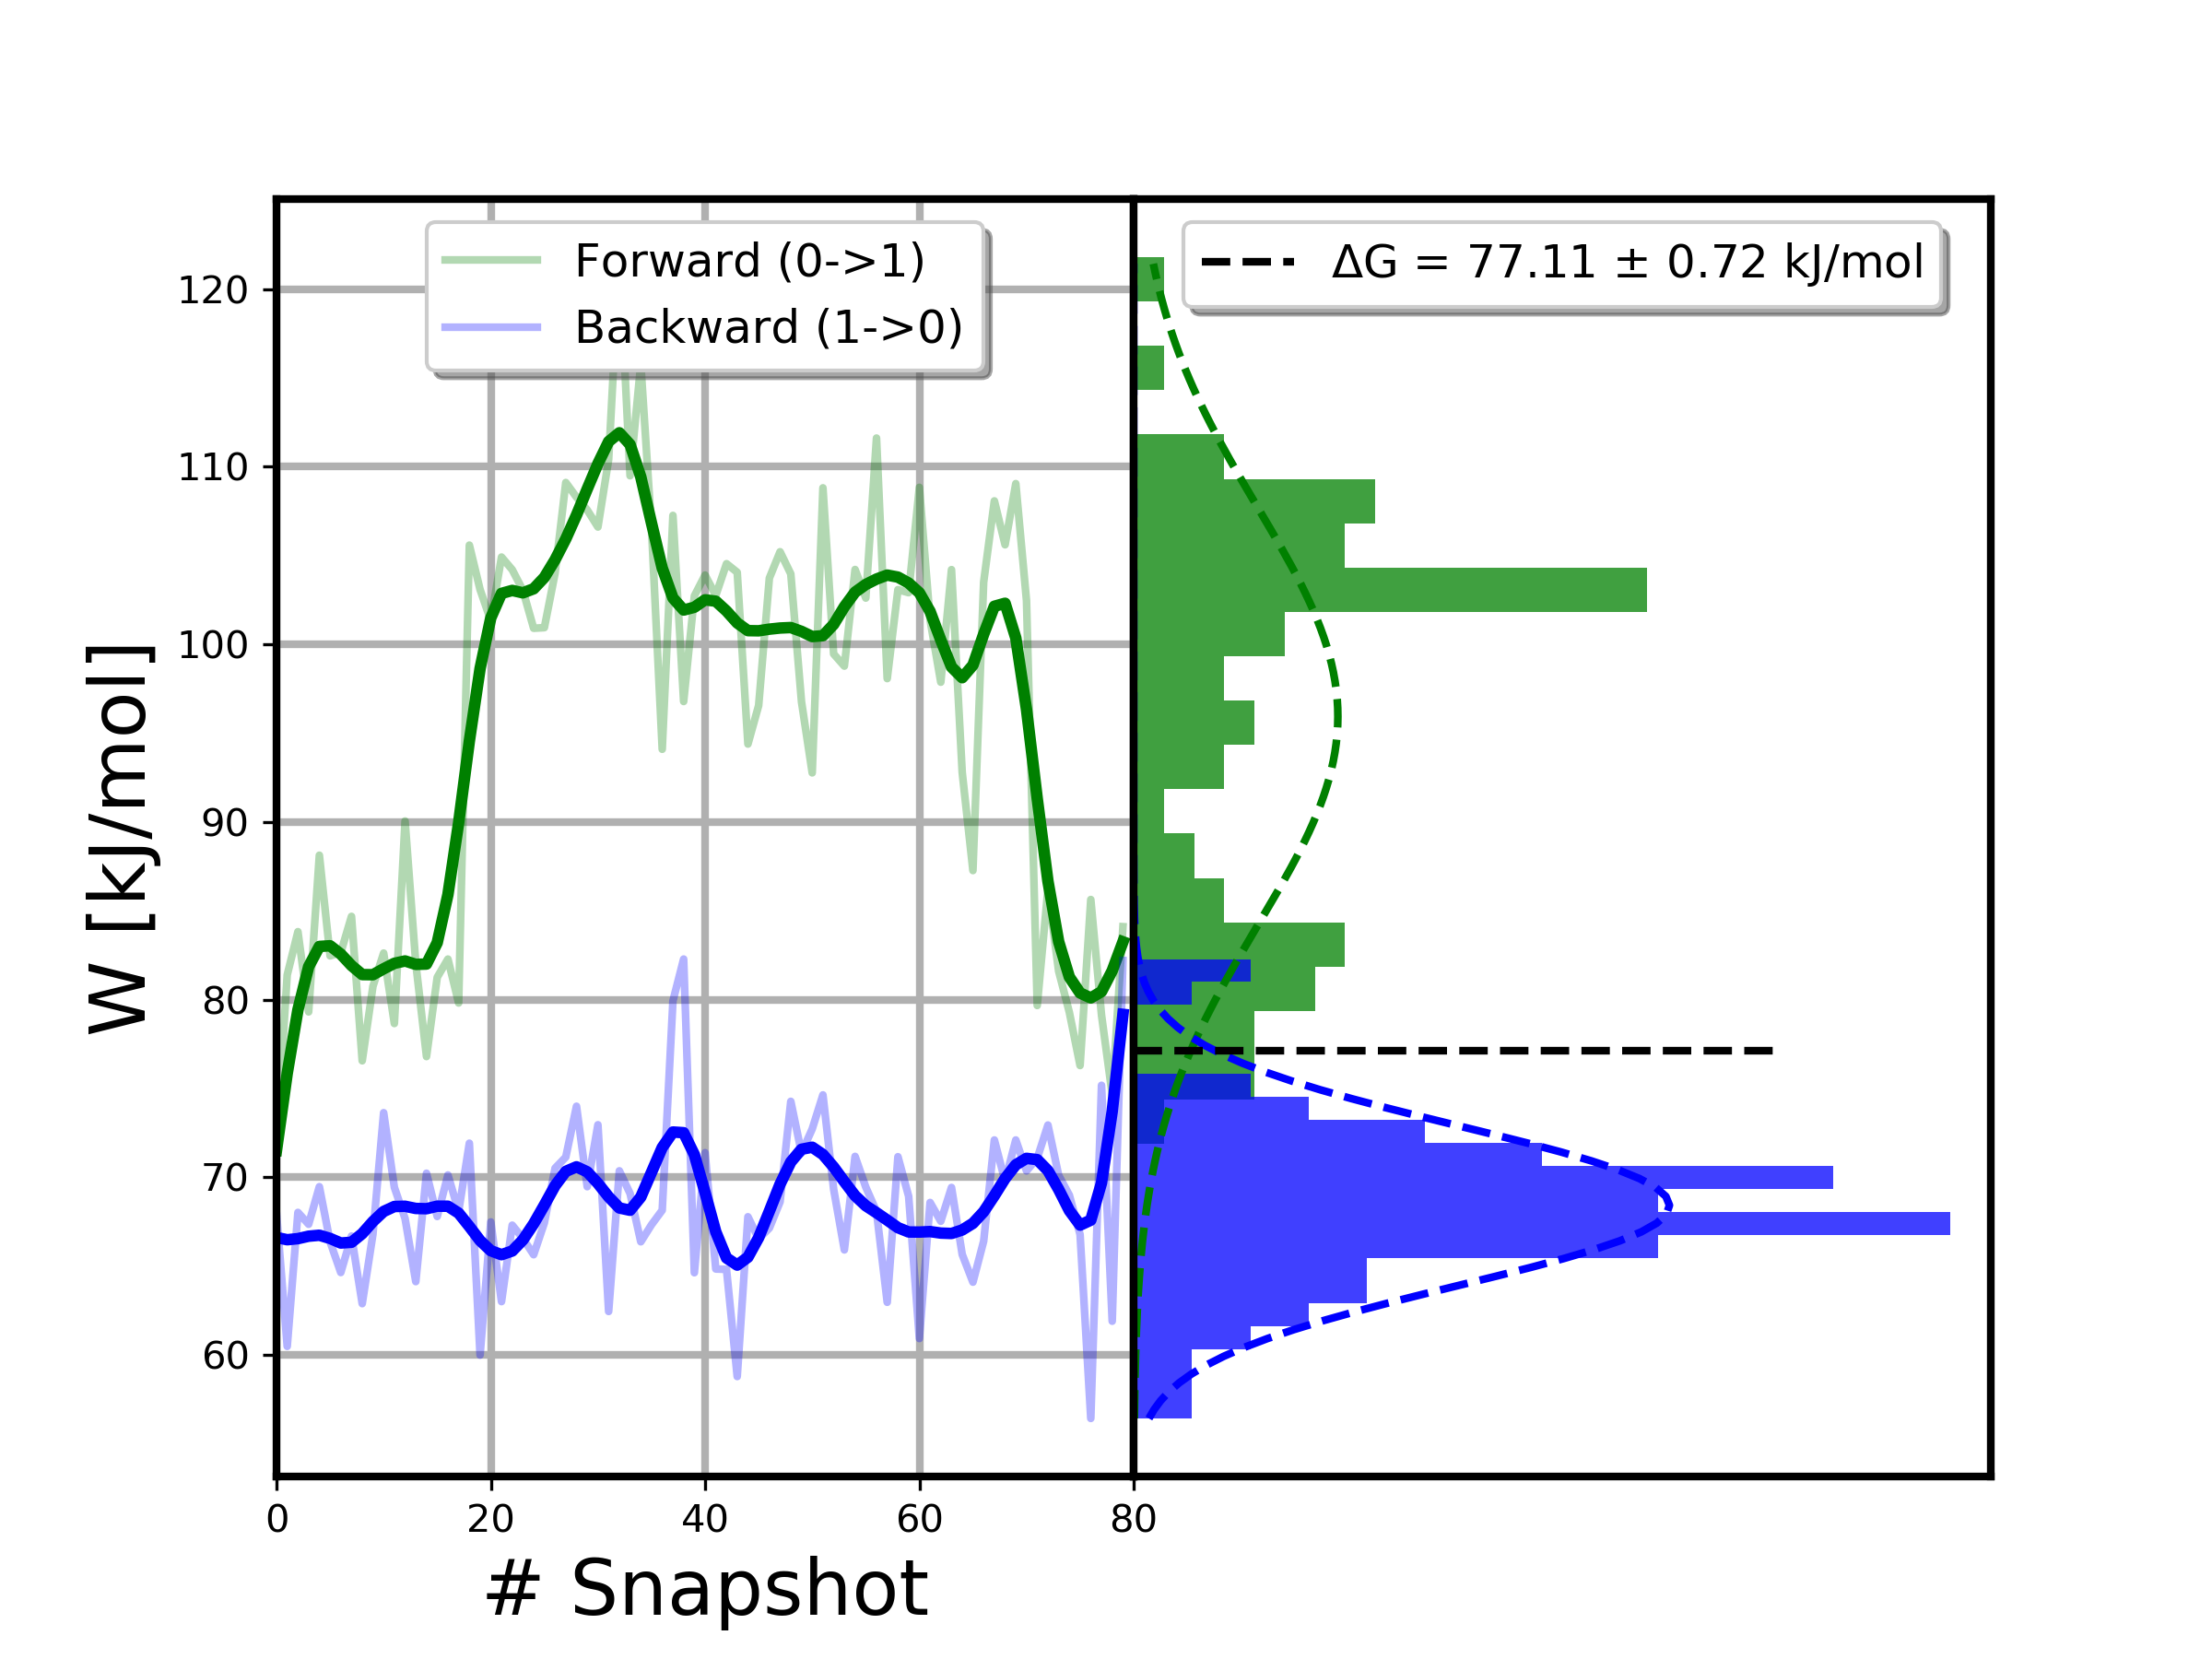 Forward (0->1)
Backward (1->0)
ΔG = 77.11 ± 0.72 kJ/mol
W [kJ/mol]
120
110
100
90
80
70
60
0 20 40 60 80
# Snapshot